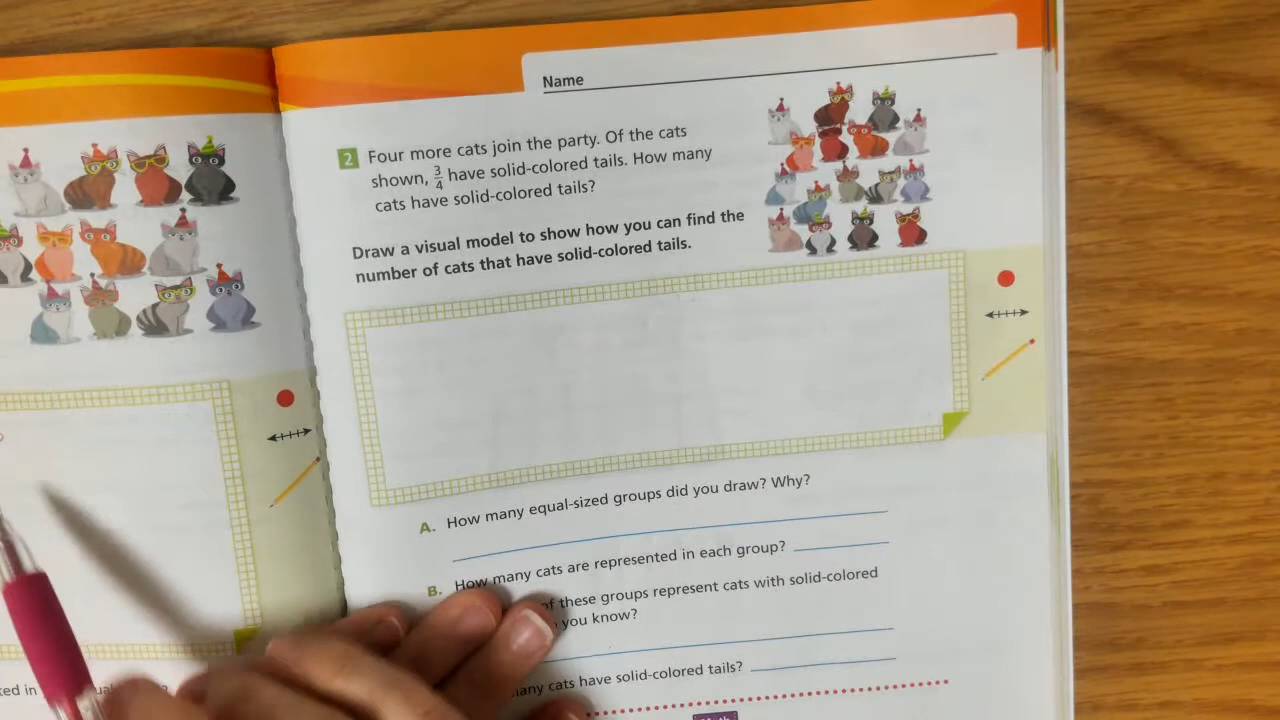 Name
2 Four more cats join the party. Of the cats
shown, 3/4 have solid-colored tails. How many
cats have solid-colored tails?
Draw a visual model to show how you can find the
number of cats that have solid-colored tails.
A. How many equal-sized groups did you draw? Why?
B. How many cats are represented in each group?
of these groups represent cats with solid-colored
you know?
many cats have solid-colored tails?
in